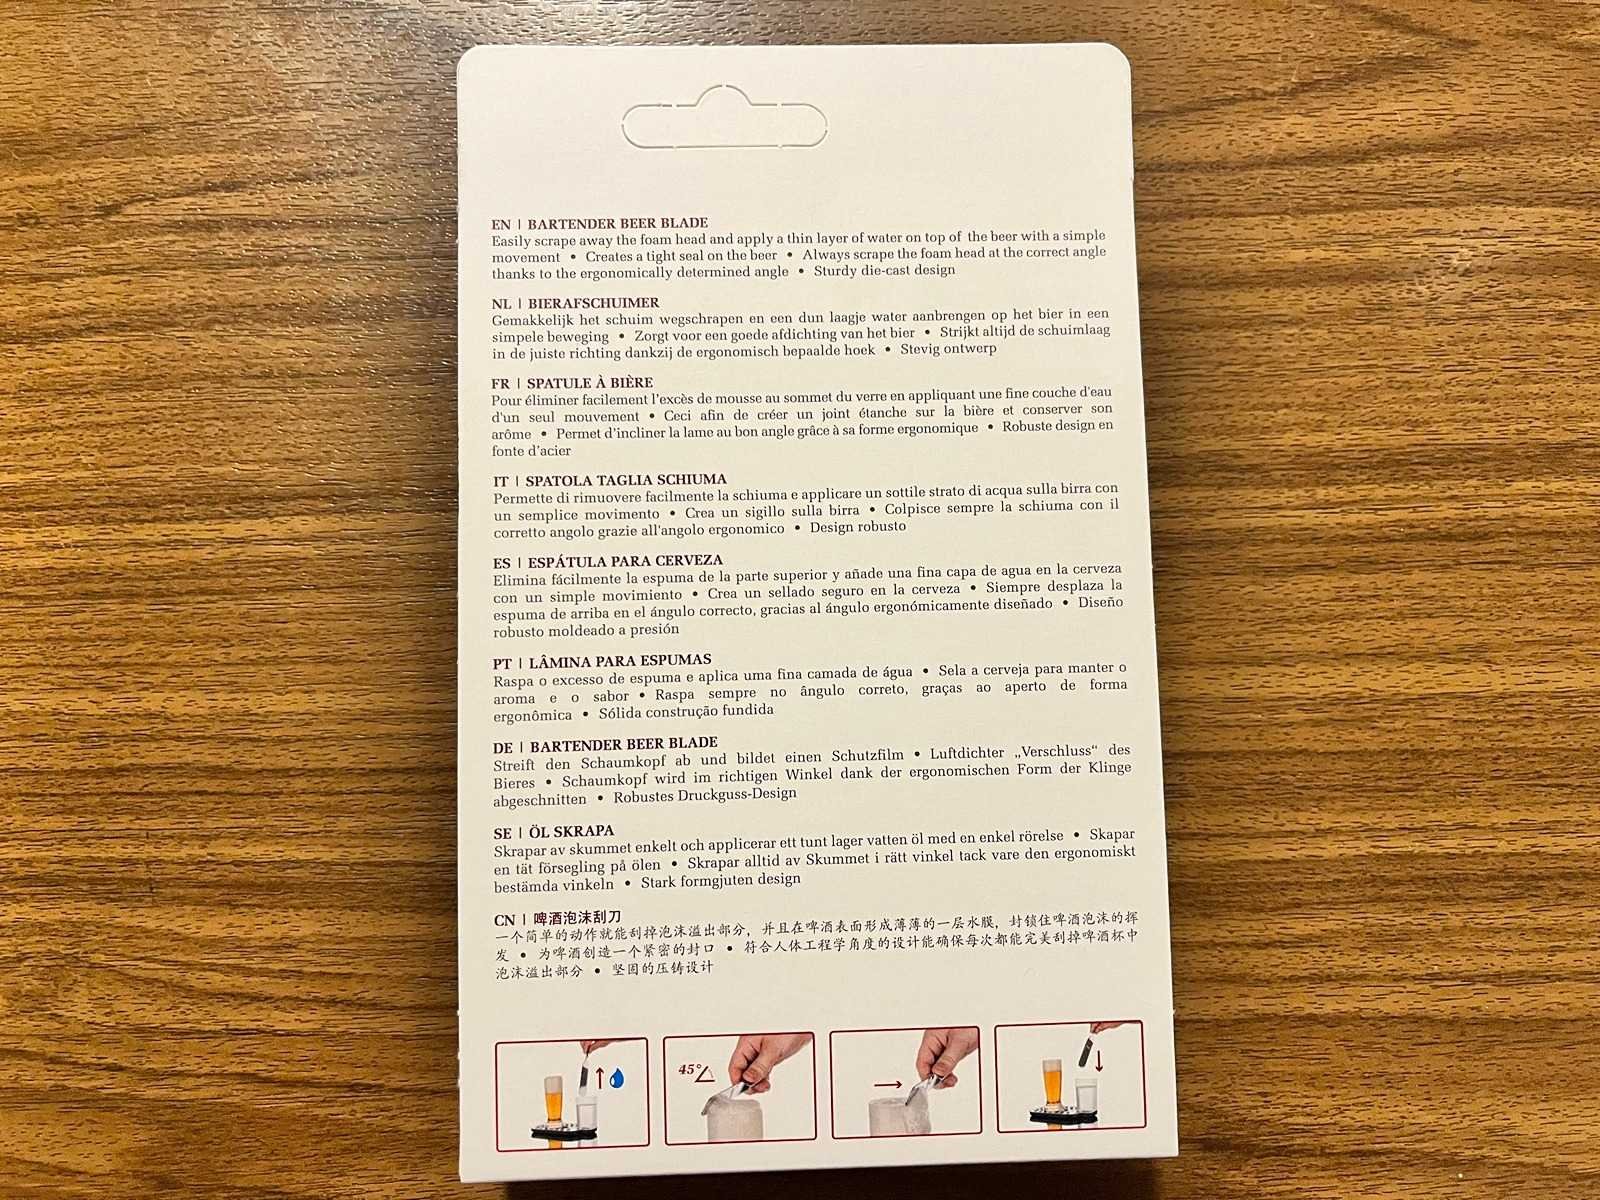 EN | BARTENDER BEER BLADE
Easily scrape away the foam head and apply a thin layer of water on top of the beer with a simple
movement • Creates a tight seal on the beer • Always scrape the foam head at the correct angle
thanks to the ergonomically determined angle • Sturdy die-cast design
NL | BIERAFSCHUIMER
Gemakkelijk het schuim wegschrapen en een dun laagje water aanbrengen op het bier in een
simpele beweging • Zorgt voor een goede afdichting van het bier • Strijkt altijd de schuimlaag
in de juiste richting dankzij de ergonomisch bepaalde hoek • Stevig ontwerp
FR | SPATULE À BIÈRE
Pour éliminer facilement l'excès de mousse au sommet du verre en appliquant une fine couche d'eau
d'un seul mouvement • Ceci afin de créer un joint étanche sur la bière et conserver son
arôme • Permet d'incliner la lame au bon angle grâce à sa forme ergonomique • Robuste design en
fonte d'acier
IT | SPATOLA TAGLIA SCHIUMA
Permette di rimuovere facilmente la schiuma e applicare un sottile strato di acqua sulla birra con
un semplice movimento • Crea un sigillo sulla birra • Colpisce sempre la schiuma con il
corretto angolo grazie all'angolo ergonomico • Design robusto
ES | ESPÁTULA PARA CERVEZA
Elimina fácilmente la espuma de la parte superior y añade una fina capa de agua en la cerveza
con un simple movimiento • Crea un sellado seguro en la cerveza • Siempre desplaza la
espuma de arriba en el ángulo correcto, gracias al ángulo ergonómicamente diseñado • Diseño
robusto moldeado a presión
PT | LÂMINA PARA ESPUMAS
Raspa o excesso de espuma e aplica uma fina camada de água • Sela a cerveja para manter o
aroma e o sabor • Raspa sempre no ângulo correto, graças ao aperto de forma
ergonômica • Sólida construção fundida
DE | BARTENDER BEER BLADE
Streift den Schaumkopf ab und bildet einen Schutzfilm • Luftdichter „Verschluss“ des
Bieres • Schaumkopf wird im richtigen Winkel dank der ergonomischen Form der Klinge
abgeschnitten • Robustes Druckguss-Design
SE | ÖL SKRAPA
Skrapar av skummet enkelt och applicerar ett tunt lager vatten öl med en enkel rörelse • Skapar
en tät försegling på ölen • Skrapar alltid av Skummet i rätt vinkel tack vare den ergonomiskt
bestämda vinkeln • Stark formgjuten design
CN | 啤酒泡沫刮刀
一个简单的动作就能刮掉泡沫溢出部分，并且在啤酒表面形成薄薄的一层水膜，封锁住啤酒泡沫的挥
发 • 为啤酒创造一个紧密的封口 • 符合人体工程学角度的设计能确保每次都能完美刮掉啤酒杯中
泡沫溢出部分 • 坚固的压铸设计
45°